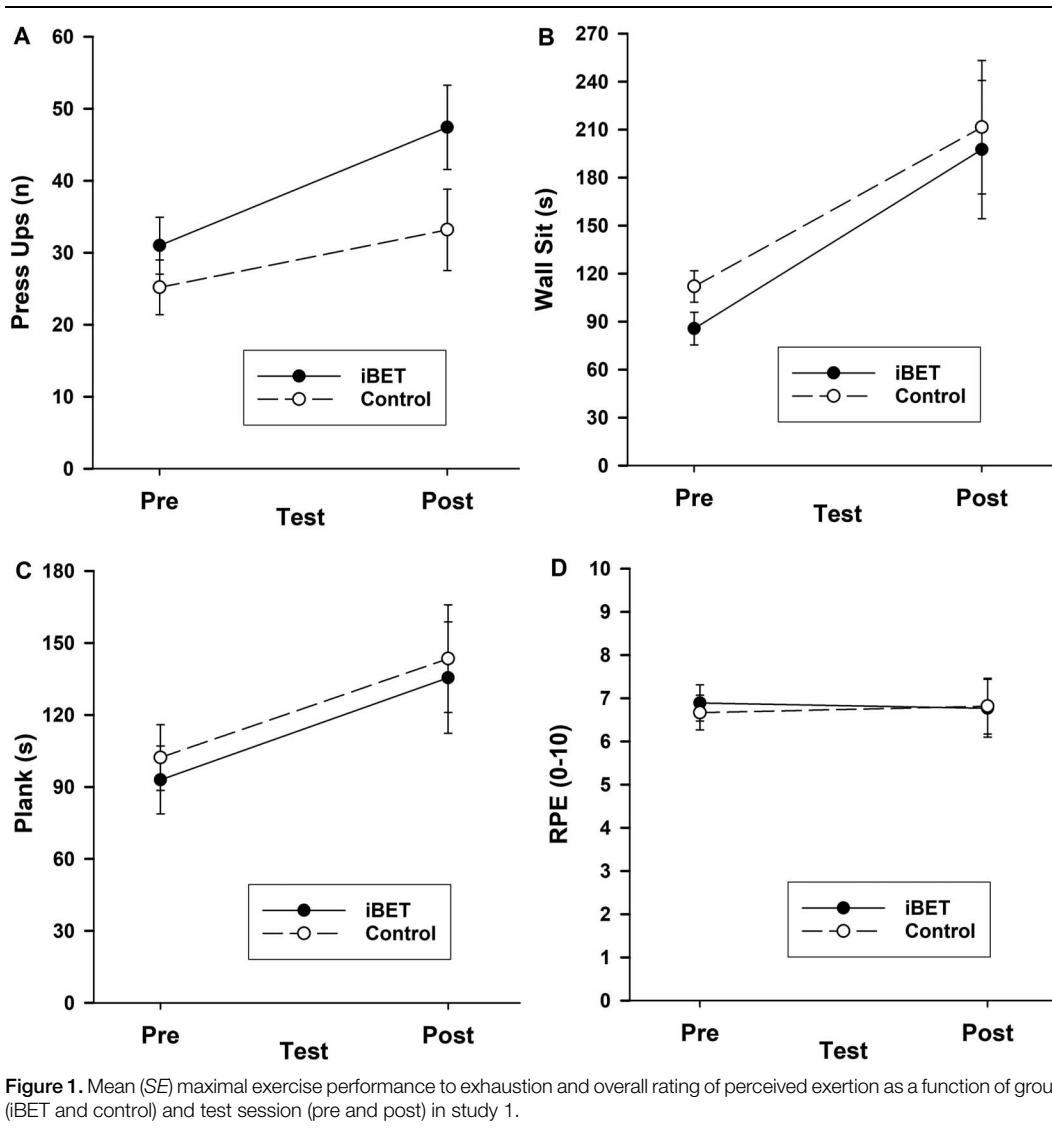 A
60
50
40
30
20
10
0
Press Ups (n)
iBET
Control
Pre
Post
Test
B
270
240
210
180
150
120
90
60
30
0
Wall Sit (s)
iBET
Control
Pre
Post
Test
C
180
150
120
90
60
30
0
Plank (s)
iBET
Control
Pre
Post
Test
D
10
9
8
7
6
5
4
3
2
1
0
RPE (0-10)
iBET
Control
Pre
Post
Test
Figure 1. Mean (SE) maximal exercise performance to exhaustion and overall rating of perceived exertion as a function of grou
(iBET and control) and test session (pre and post) in study 1.